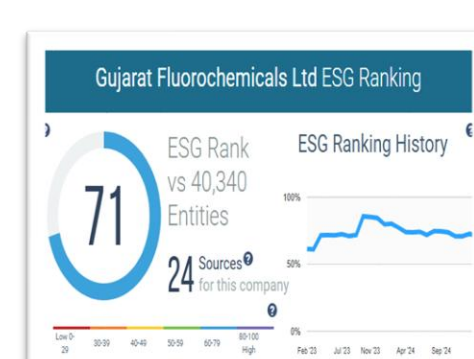 Gujarat Fluorochemicals Ltd ESG Ranking
71
ESG Rank
vs 40,340
Entities
24 Sources ?
for this company
?
Low 0-
29
30-39
40-49
50-59
60-79
80-100
High
ESG Ranking History
100%
50%
0%
Feb '23
Jul '23
Nov '23
Apr '24
Sep '24